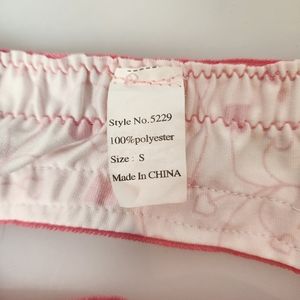 Style No.5229
100%polyester
Size : S
Made In CHINA